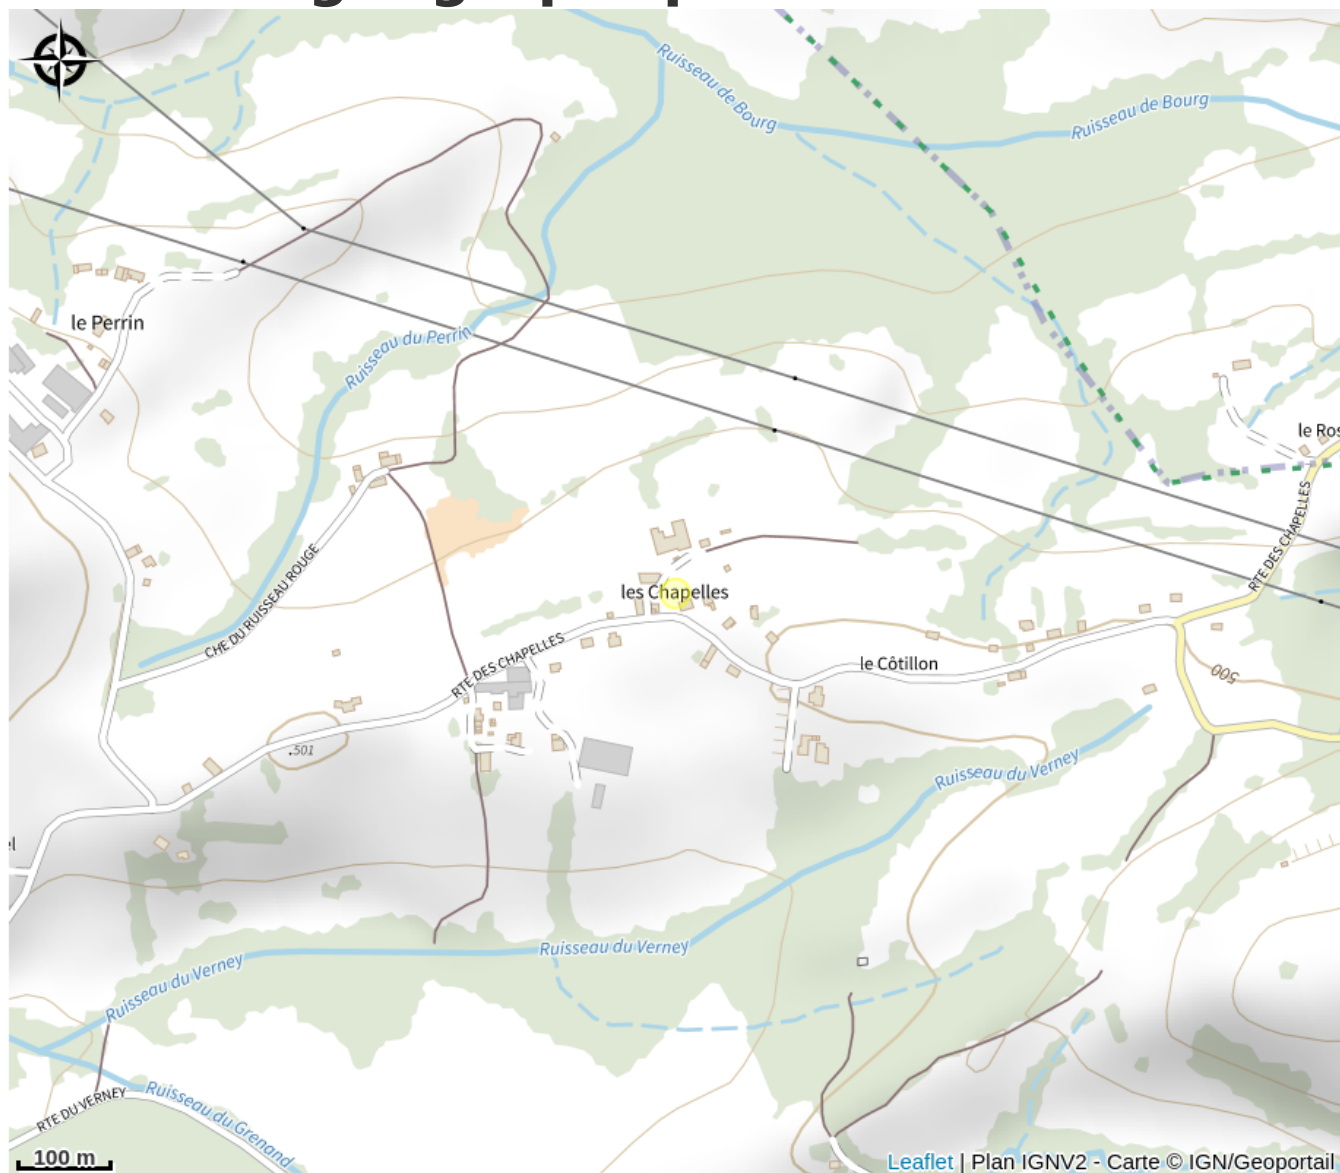 Ruisseau de Bourg
Ruisseau de Bourg
le Perrin
Ruisseau du Perrin
le Ros
RTE DES CHAPELLES
les Chapelles
CHE DU RUISSEAU ROUGE
RTE DES CHAPELLES
le Côtillon
500
501
Ruisseau du Verney
el
Ruisseau du Verney
Ruisseau du Verney
RTE DU VERNEY
Ruisseau du Grenand
100 m
Leaflet | Plan IGNV2 - Carte © IGN/Geoportail